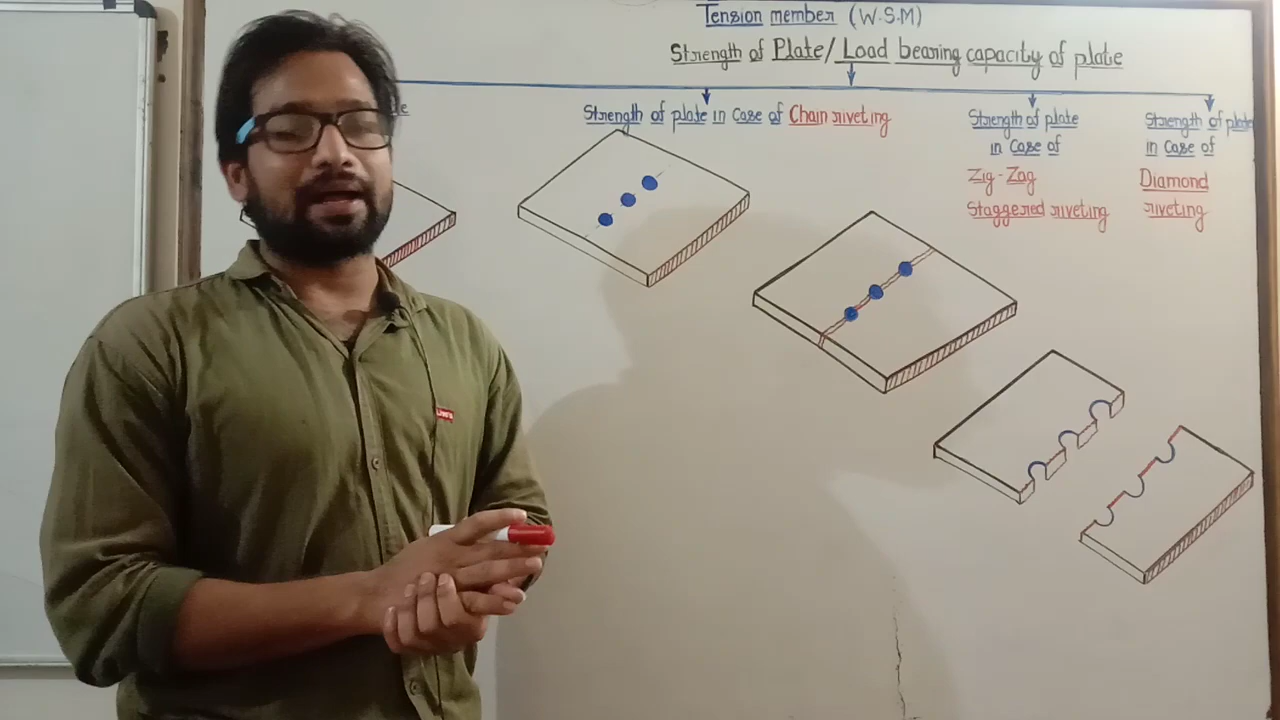 Tension member (W.S.M)
Strength of Plate/ Load bearing capacity of plate
Strength of plate in Case of Chain riveting
Strength of plate
in Case of
Zig-Zag
Staggered riveting
Strength of plate
in Case of
Diamond
riveting
Levi's